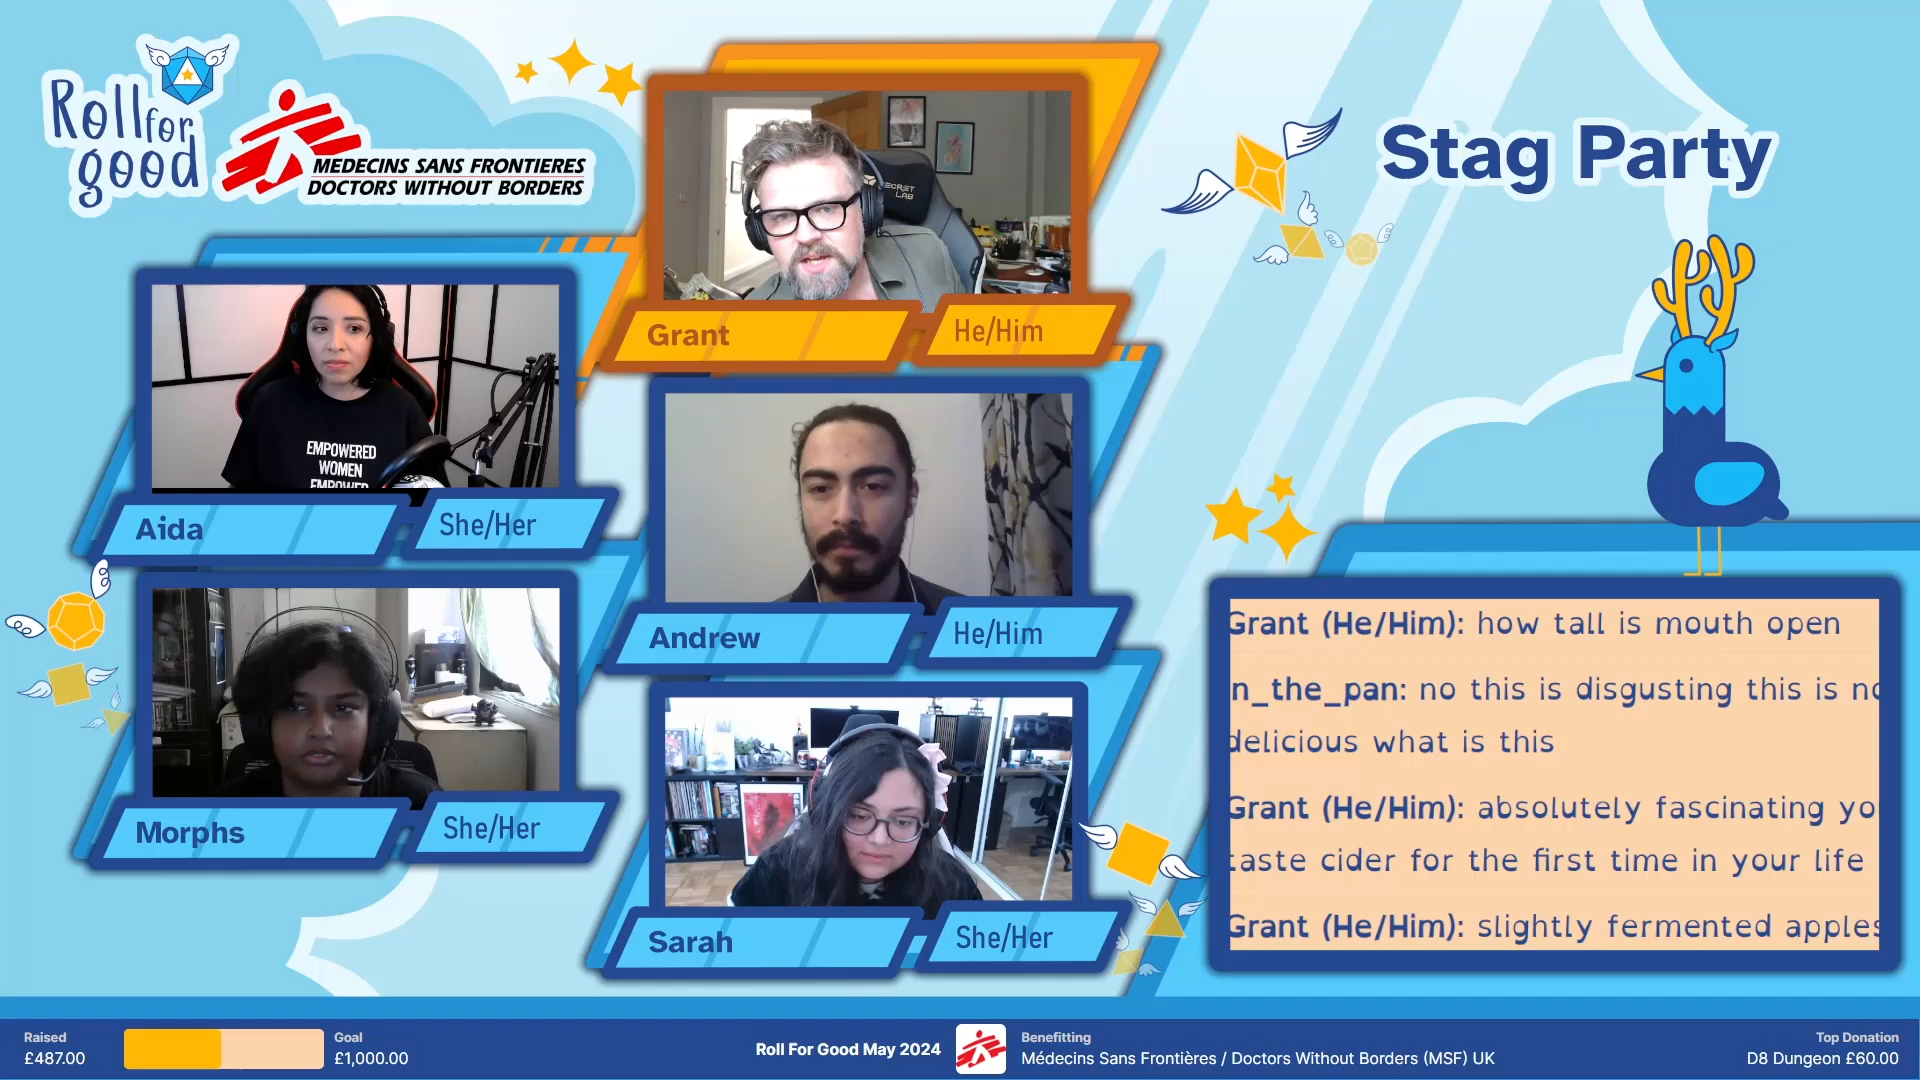 Roll for good
MEDECINS SANS FRONTIERES
DOCTORS WITHOUT BORDERS
Stag Party
SECRET
LAB
Grant
He/Him
EMPOWERED
WOMEN
EMPOWER
Aida
She/Her
Andrew
He/Him
Morphs
She/Her
Sarah
She/Her
Grant (He/Him): how tall is mouth open
n_the_pan: no this is disgusting this is
delicious what is this
Grant (He/Him): absolutely fascinating
taste cider for the first time in your life
Grant (He/Him): slightly fermented apples
Raised
£487.00
Goal
£1,000.00
Roll For Good May 2024
Benefitting
Médecins Sans Frontières / Doctors Without Borders (MSF) UK
Top Donation
D8 Dungeon £60.00